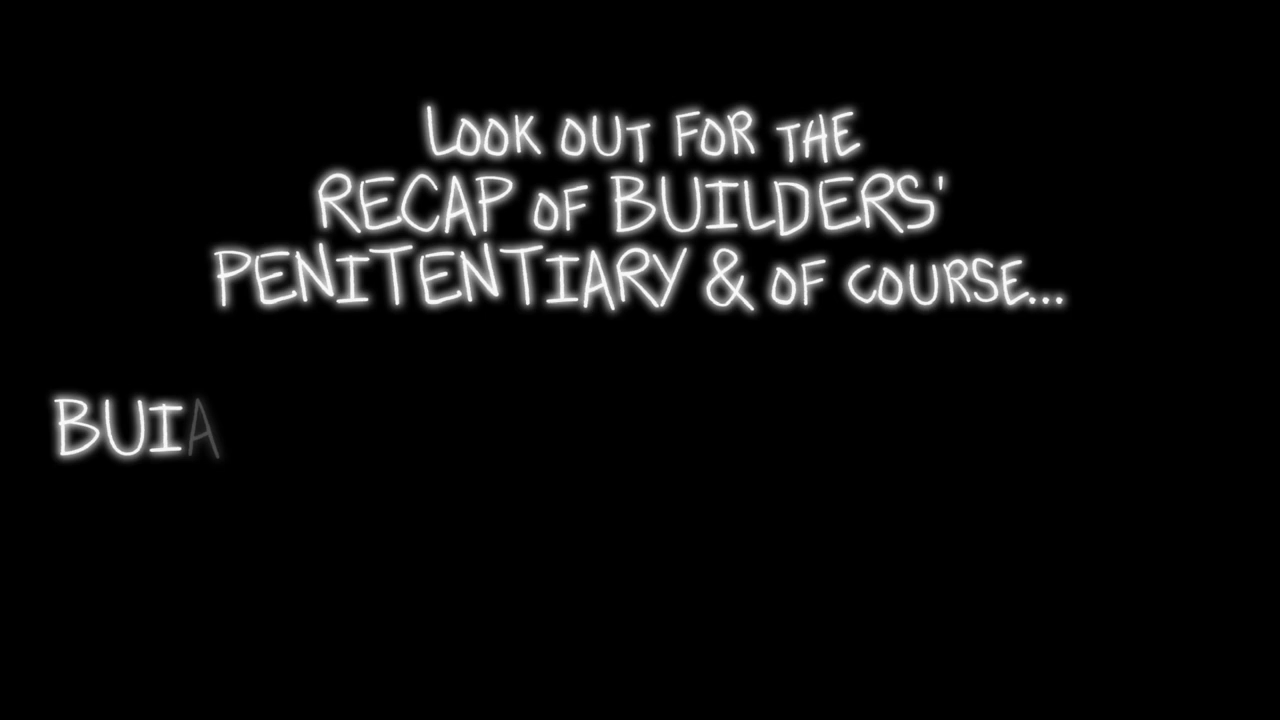 LOOK OUT FOR THE
RECAP OF BUILDERS'
PENITENTIARY & OF COURSE...
BUIA